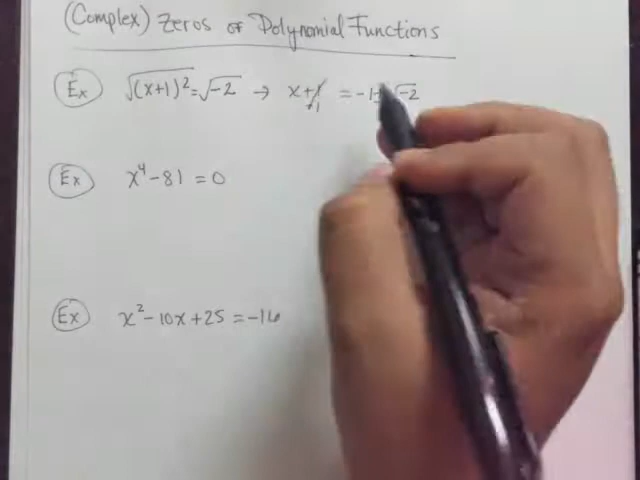 (Complex) Zeros of Polynomial Functions
Ex √(x+1)² = √-2 → x+1 = -1±√-2
-1
Ex x⁴ - 81 = 0
Ex x² - 10x + 25 = -16